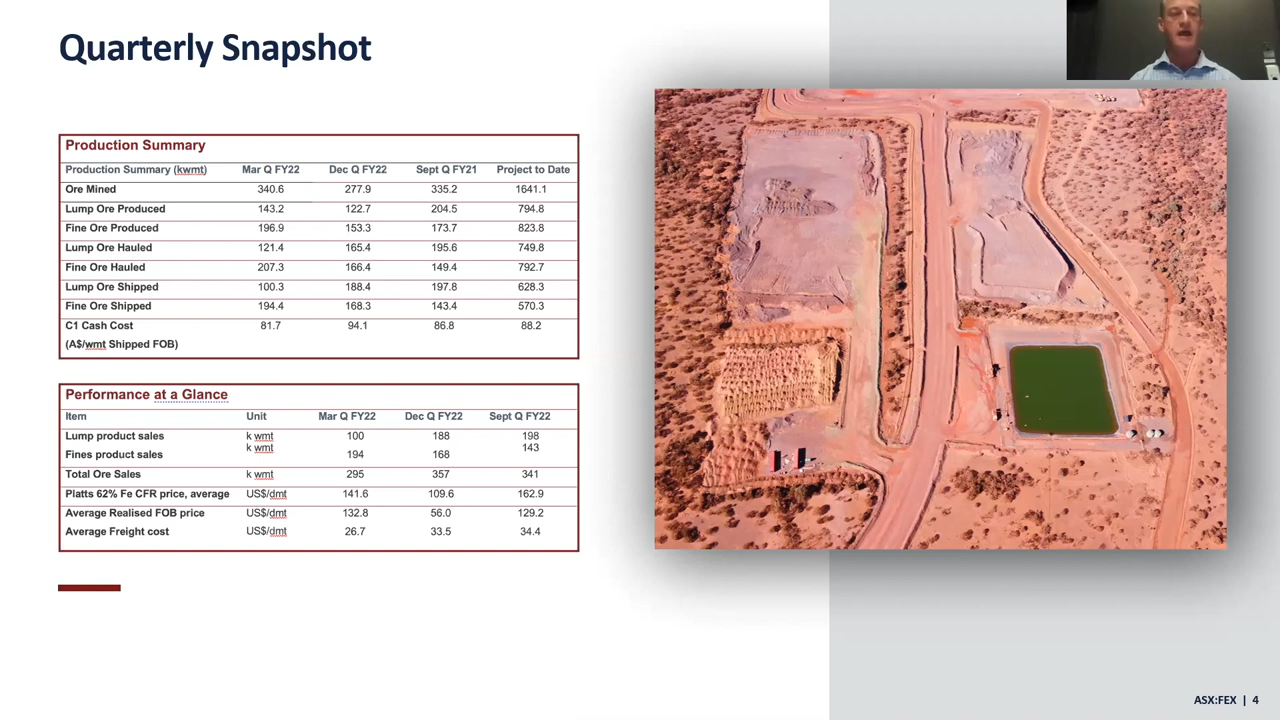 Quarterly Snapshot
Production Summary
Production Summary (kwmt) Mar Q FY22 Dec Q FY22 Sept Q FY21 Project to Date
Ore Mined 340.6 277.9 335.2 1641.1
Lump Ore Produced 143.2 122.7 204.5 794.8
Fine Ore Produced 196.9 153.3 173.7 823.8
Lump Ore Hauled 121.4 165.4 195.6 749.8
Fine Ore Hauled 207.3 166.4 149.4 792.7
Lump Ore Shipped 100.3 188.4 197.8 628.3
Fine Ore Shipped 194.4 168.3 143.4 570.3
C1 Cash Cost 81.7 94.1 86.8 88.2
(A$/wmt Shipped FOB)
Performance at a Glance
Item Unit Mar Q FY22 Dec Q FY22 Sept Q FY22
Lump product sales k wmt 100 188 198
Fines product sales k wmt 194 168 143
Total Ore Sales k wmt 295 357 341
Platts 62% Fe CFR price, average US$/dmt 141.6 109.6 162.9
Average Realised FOB price US$/dmt 132.8 56.0 129.2
Average Freight cost US$/dmt 26.7 33.5 34.4
ASX:FEX | 4